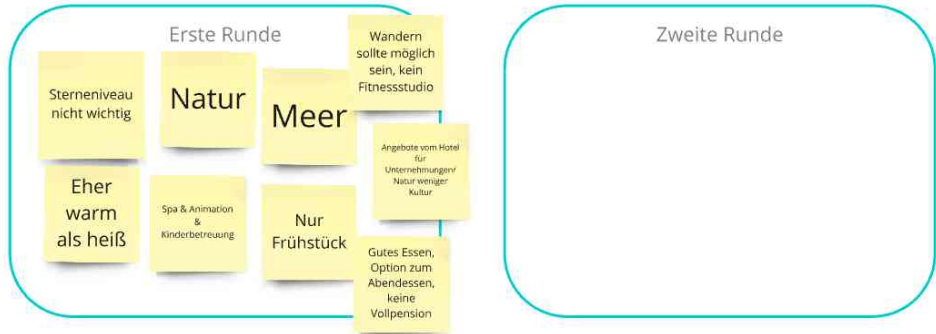 Erste Runde
Sterneniveau
nicht wichtig
Natur
Meer
Wandern
sollte möglich
sein, kein
Fitnessstudio
Angebote vom Hotel
für
Unternehmungen/
Natur weniger
Kultur
Eher
warm
als heiß
Spa & Animation
&
Kinderbetreuung
Nur
Frühstück
Gutes Essen,
Option zum
Abendessen,
keine
Vollpension
Zweite Runde